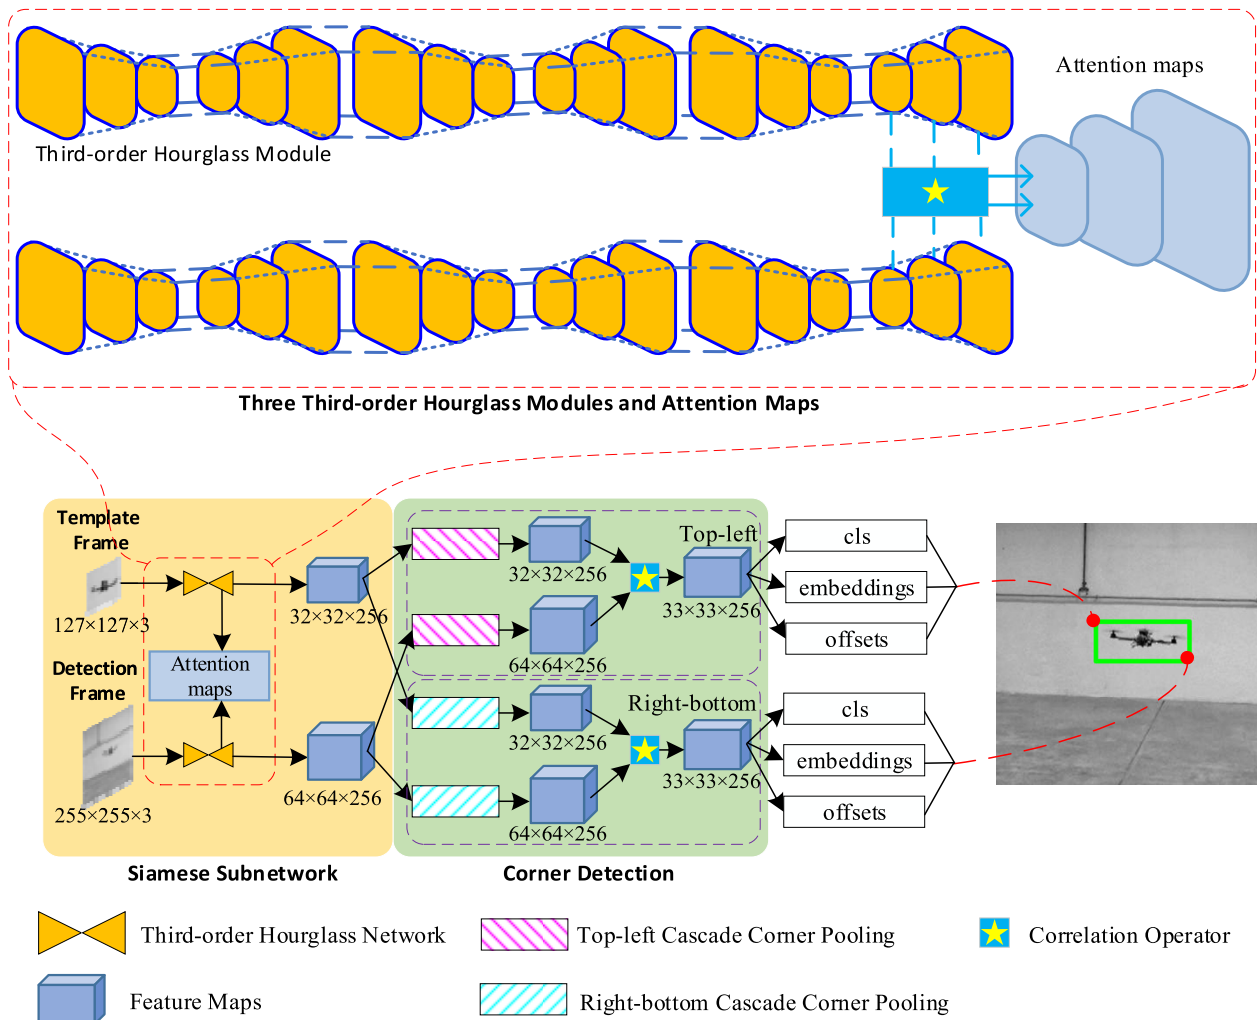 Attention maps
Third-order Hourglass Module
Three Third-order Hourglass Modules and Attention Maps
Template
Frame
127×127×3
Detection
Frame
255×255×3
Attention
maps
32×32×256
64×64×256
Siamese Subnetwork
Top-left
32×32×256
33×33×256
64×64×256
Right-bottom
32×32×256
33×33×256
64×64×256
Corner Detection
cls
embeddings
offsets
cls
embeddings
offsets
Third-order Hourglass Network
Top-left Cascade Corner Pooling
Correlation Operator
Feature Maps
Right-bottom Cascade Corner Pooling